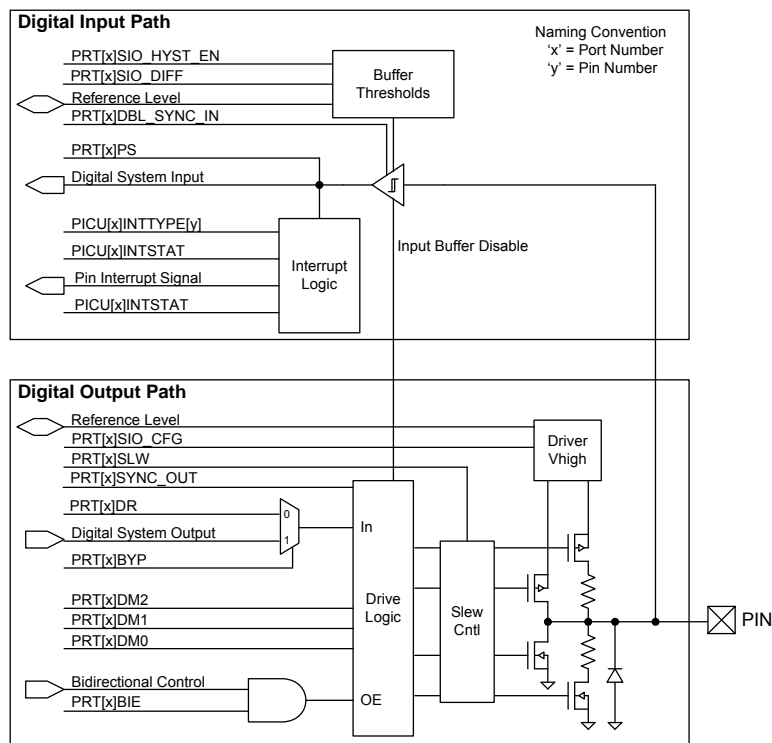 Digital Input Path
Naming Convention
‘x’ = Port Number
‘y’ = Pin Number
PRT[x]SIO_HYST_EN
PRT[x]SIO_DIFF
Reference Level
PRT[x]DBL_SYNC_IN
Buffer
Thresholds
PRT[x]PS
Digital System Input
PICU[x]INTTYPE[y]
PICU[x]INTSTAT
Pin Interrupt Signal
PICU[x]INTSTAT
Interrupt
Logic
Input Buffer Disable
Digital Output Path
Reference Level
PRT[x]SIO_CFG
PRT[x]SLW
PRT[x]SYNC_OUT
Driver
Vhigh
PRT[x]DR
Digital System Output
PRT[x]BYP
0
1
In
PRT[x]DM2
PRT[x]DM1
PRT[x]DM0
Drive
Logic
Slew
Cntl
PIN
Bidirectional Control
PRT[x]BIE
OE